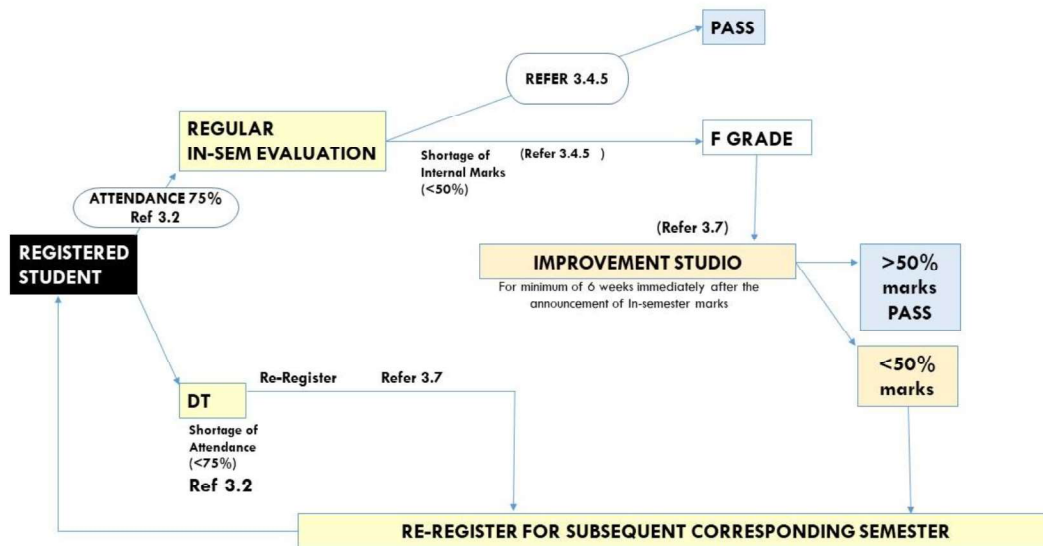 PASS
REFER 3.4.5
REGULAR
IN-SEM EVALUATION
F GRADE
Shortage of
Internal Marks
(<50%)
(Refer 3.4.5 )
ATTENDANCE 75%
Ref 3.2
REGISTERED
STUDENT
(Refer 3.7)
IMPROVEMENT STUDIO
For minimum of 6 weeks immediately after the
announcement of In-semester marks
>50%
marks
PASS
<50%
marks
Re-Register Refer 3.7
DT
Shortage of
Attendance
(<75%)
Ref 3.2
RE-REGISTER FOR SUBSEQUENT CORRESPONDING SEMESTER